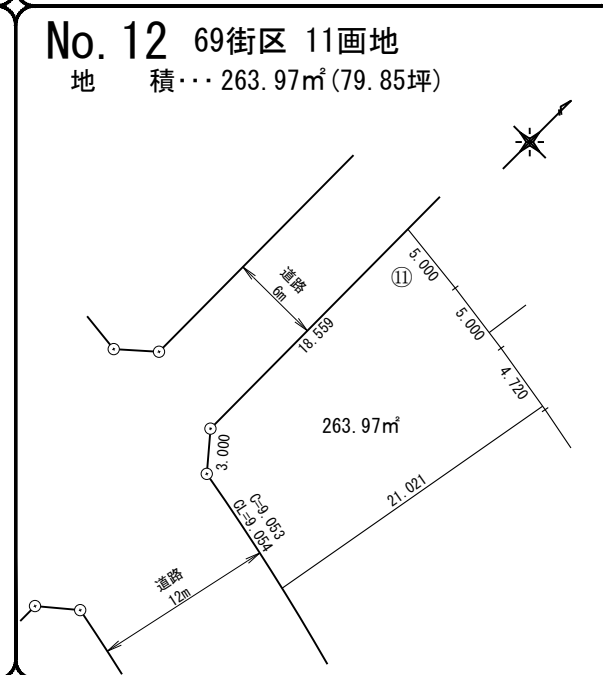 No. 12 69街区 11画地
地 積･･･263.97㎡(79.85坪)
道路
6m
⑪
5.000
5.000
4.720
18.559
263.97㎡
3.000
21.021
C=9.053
CL=9.054
道路
12m